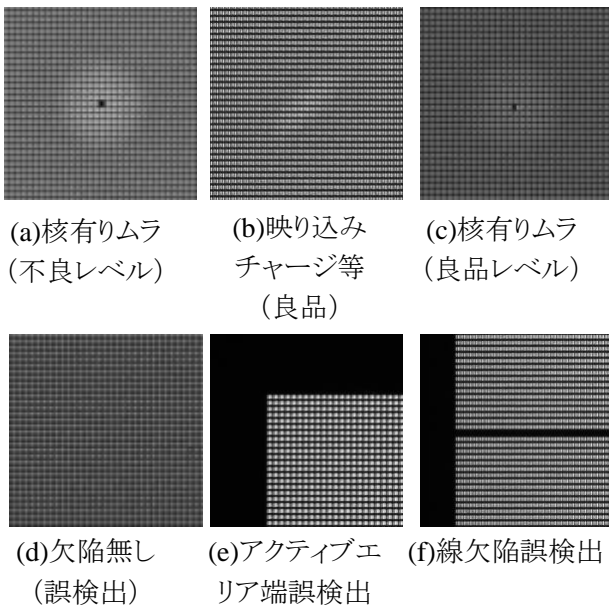 (a)核有りムラ
（不良レベル）
(b)映り込み
チャージ等
（良品）
(c)核有りムラ
（良品レベル）
(d)欠陥無し
（誤検出）
(e)アクティブエ
リア端誤検出
(f)線欠陥誤検出